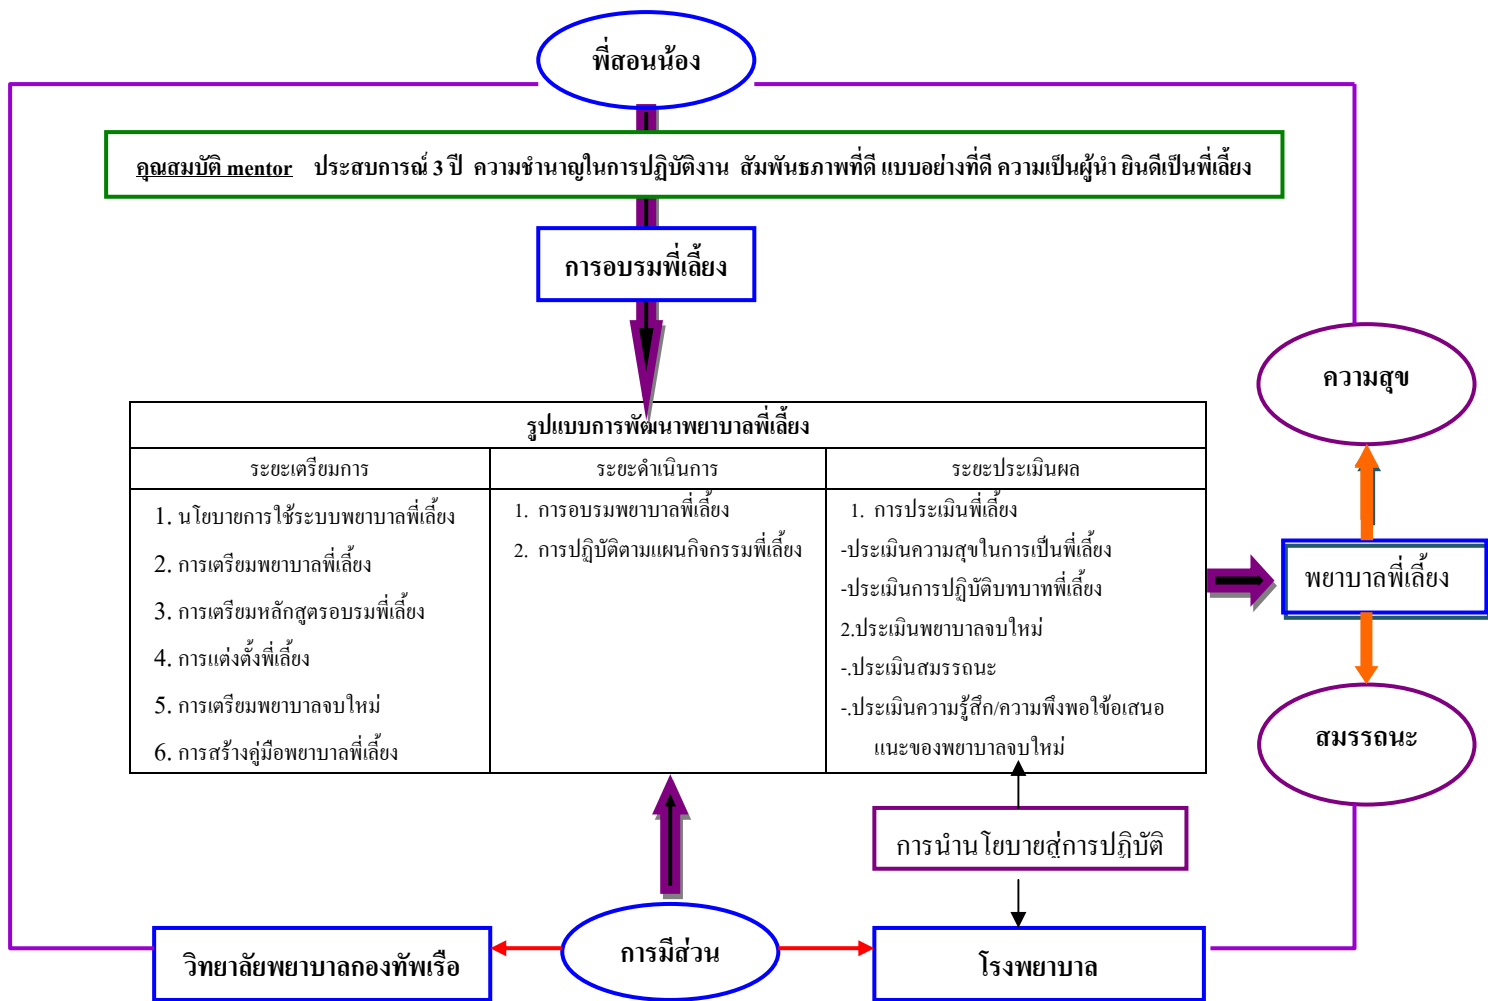 พี่สอนน้อง
คุณสมบัติ mentor ประสบการณ์ 3 ปี ความชำนาญในการปฏิบัติงาน สัมพันธภาพที่ดี แบบอย่างที่ดี ความเป็นผู้นำ ยินดีเป็นพี่เลี้ยง
การอบรมพี่เลี้ยง
ความสุข
รูปแบบการพัฒนาพยาบาลพี่เลี้ยง
ระยะเตรียมการ
1. นโยบายการใช้ระบบพยาบาลพี่เลี้ยง
2. การเตรียมพยาบาลพี่เลี้ยง
3. การเตรียมหลักสูตรอบรมพี่เลี้ยง
4. การแต่งตั้งพี่เลี้ยง
5. การเตรียมพยาบาลจบใหม่
6. การสร้างคู่มือพยาบาลพี่เลี้ยง
ระยะดำเนินการ
1. การอบรมพยาบาลพี่เลี้ยง
2. การปฏิบัติตามแผนกิจกรรมพี่เลี้ยง
ระยะประเมินผล
1. การประเมินพี่เลี้ยง
-ประเมินความสุขในการเป็นพี่เลี้ยง
-ประเมินการปฏิบัติบทบาทพี่เลี้ยง
2.ประเมินพยาบาลจบใหม่
-.ประเมินสมรรถนะ
-.ประเมินความรู้สึก/ความพึงพอใข้อเสนอ
แนะของพยาบาลจบใหม่
พยาบาลพี่เลี้ยง
สมรรถนะ
การนำนโยบายสู่การปฏิบัติ
วิทยาลัยพยาบาลกองทัพเรือ
การมีส่วน
โรงพยาบาล